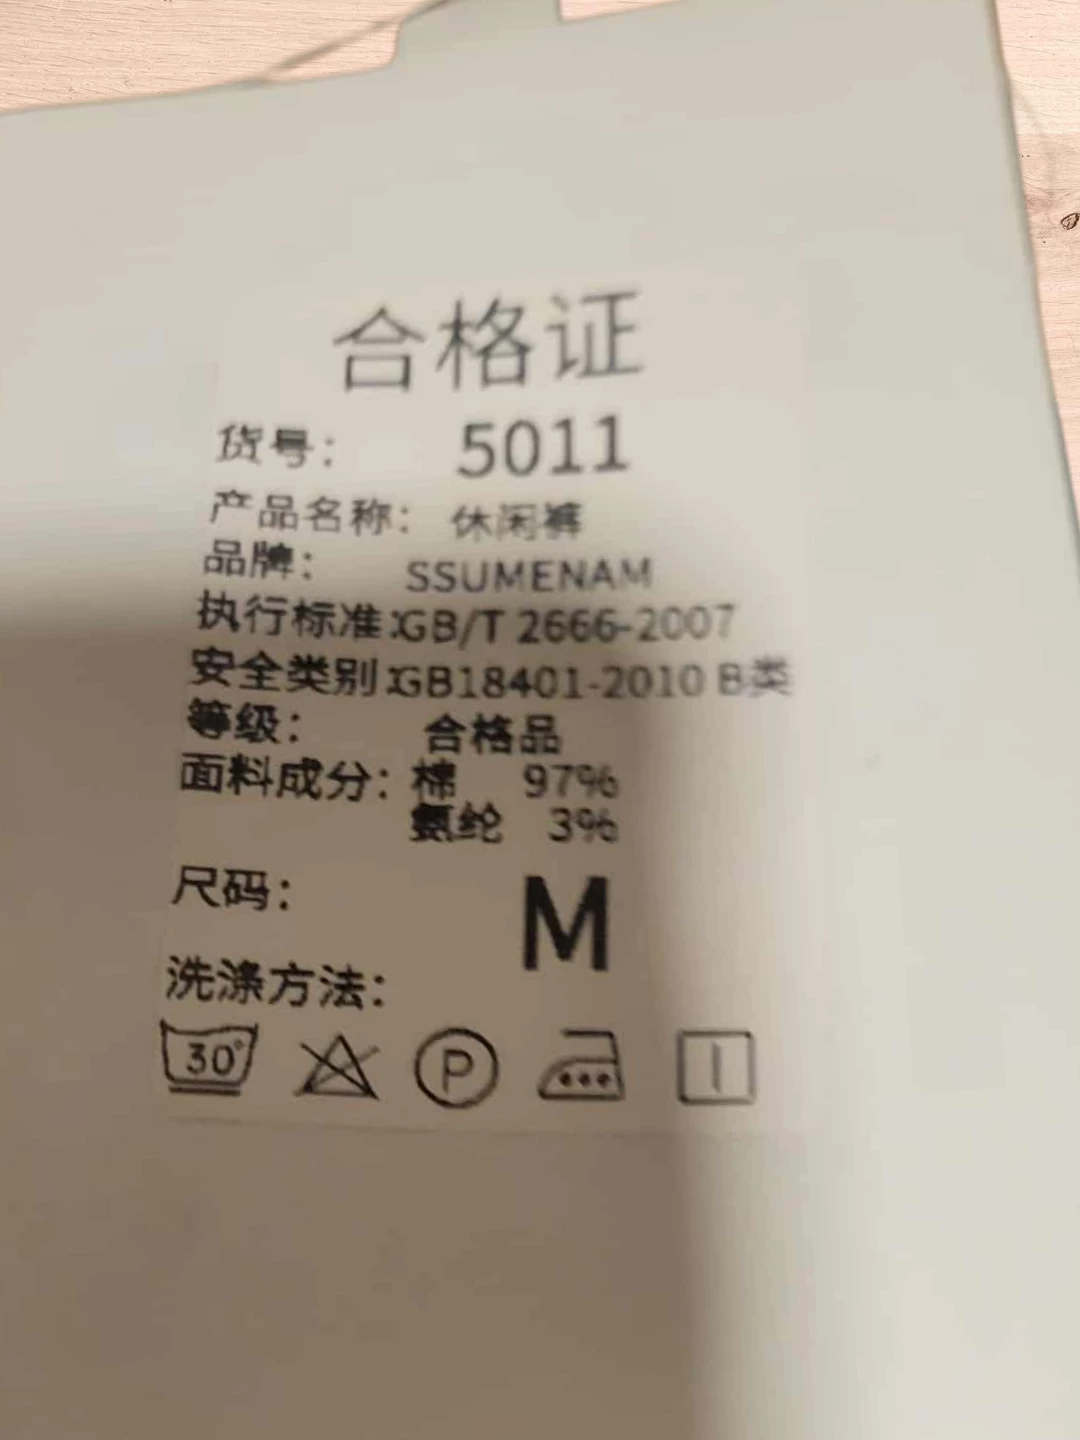 合格证
货号： 5011
产品名称： 休闲裤
品牌： SSUMENAM
执行标准:GB/T 2666-2007
安全类别:GB18401-2010 B类
等级： 合格品
面料成分：棉 97%
氨纶 3%
尺码： M
洗涤方法：
30° P